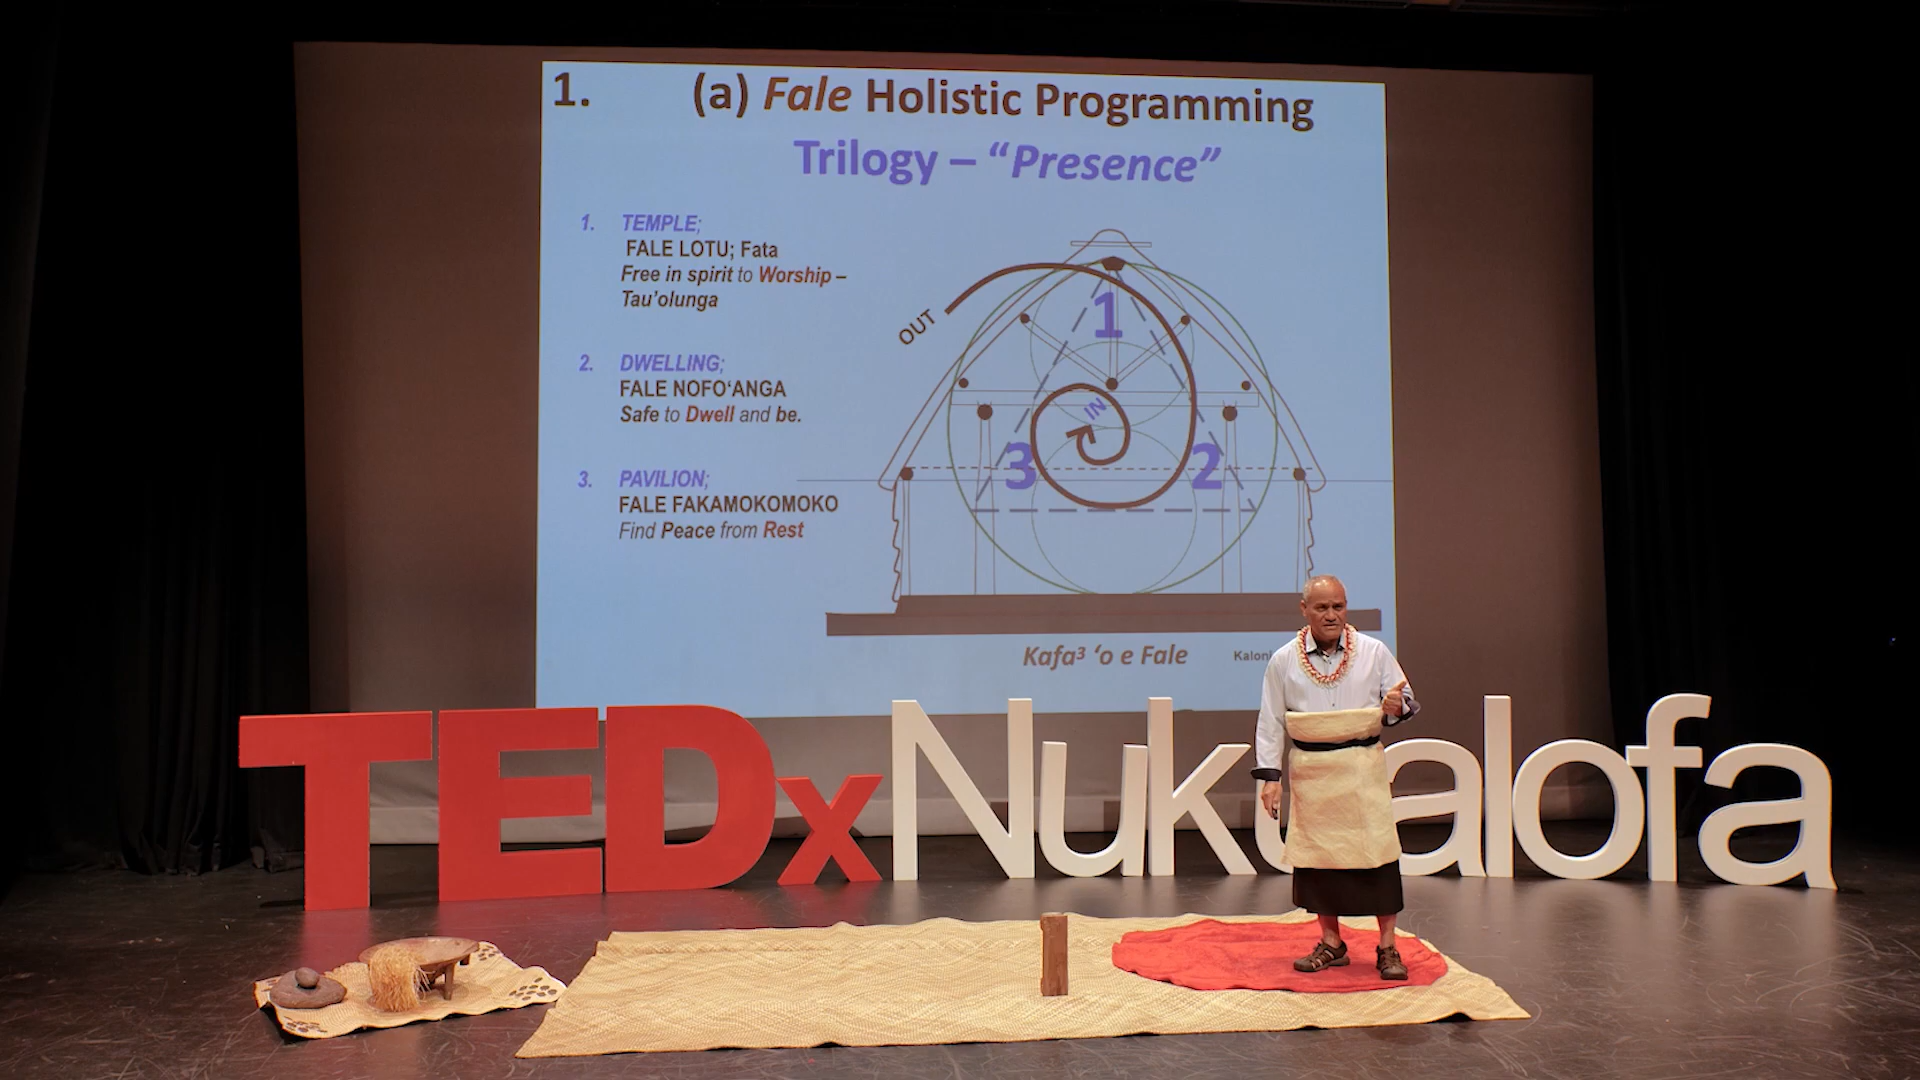 1. (a) Fale Holistic Programming
Trilogy – “Presence”
1. TEMPLE;
FALE LOTU; Fata
Free in spirit to Worship –
Tau’olunga
2. DWELLING;
FALE NOFO‘ANGA
Safe to Dwell and be.
3. PAVILION;
FALE FAKAMOKOMOKO
Find Peace from Rest
OUT
1
IN
3 2
Kafa³ ‘o e Fale
TEDxNukualofa